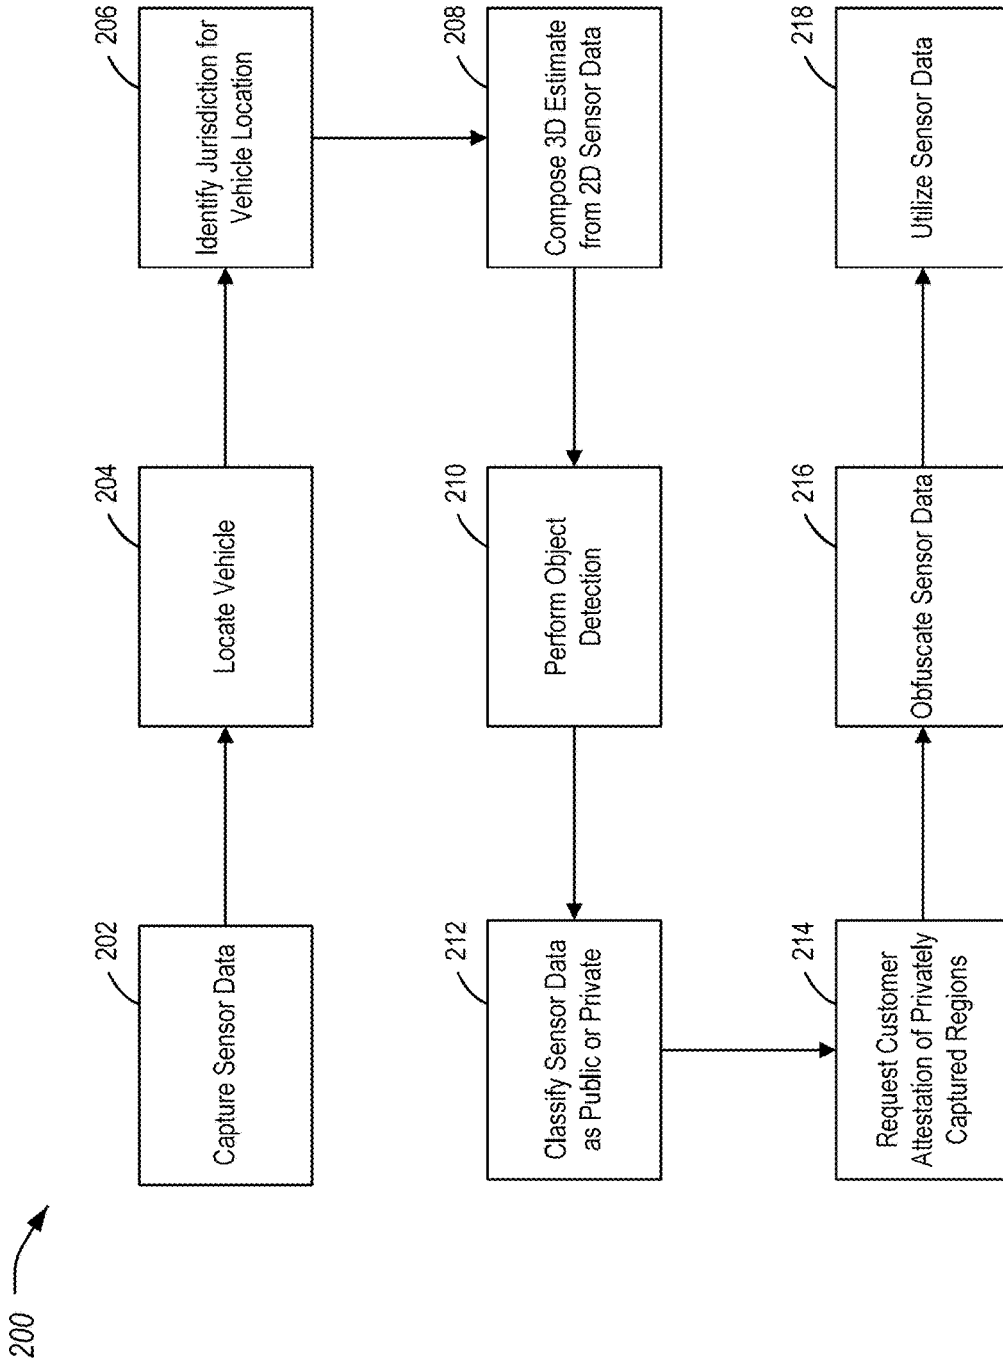 200
202
Capture Sensor Data
204
Locate Vehicle
206
Identify Jurisdiction for
Vehicle Location
208
Compose 3D Estimate
from 2D Sensor Data
210
Perform Object
Detection
212
Classify Sensor Data
as Public or Private
214
Request Customer
Attestation of Privately
Captured Regions
216
Obfuscate Sensor Data
218
Utilize Sensor Data